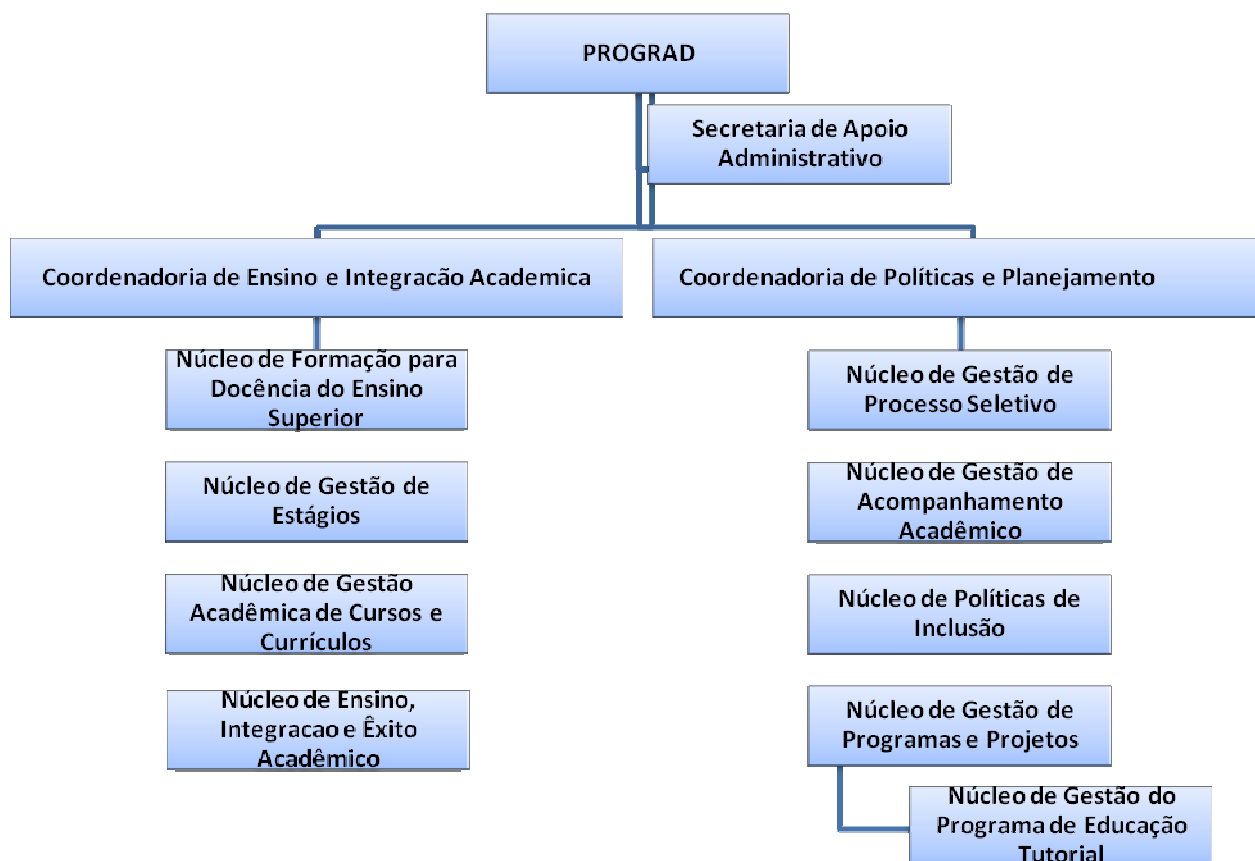 PROGRAD
Secretaria de Apoio
Administrativo
Coordenadoria de Ensino e Integracão Academica
Coordenadoria de Políticas e Planejamento
Núcleo de Formação para
Docência do Ensino
Superior
Núcleo de Gestão de
Estágios
Núcleo de Gestão
Acadêmica de Cursos e
Currículos
Núcleo de Ensino,
Integracao e Êxito
Acadêmico
Núcleo de Gestão de
Processo Seletivo
Núcleo de Gestão de
Acompanhamento
Acadêmico
Núcleo de Políticas de
Inclusão
Núcleo de Gestão de
Programas e Projetos
Núcleo de Gestão do
Programa de Educação
Tutorial